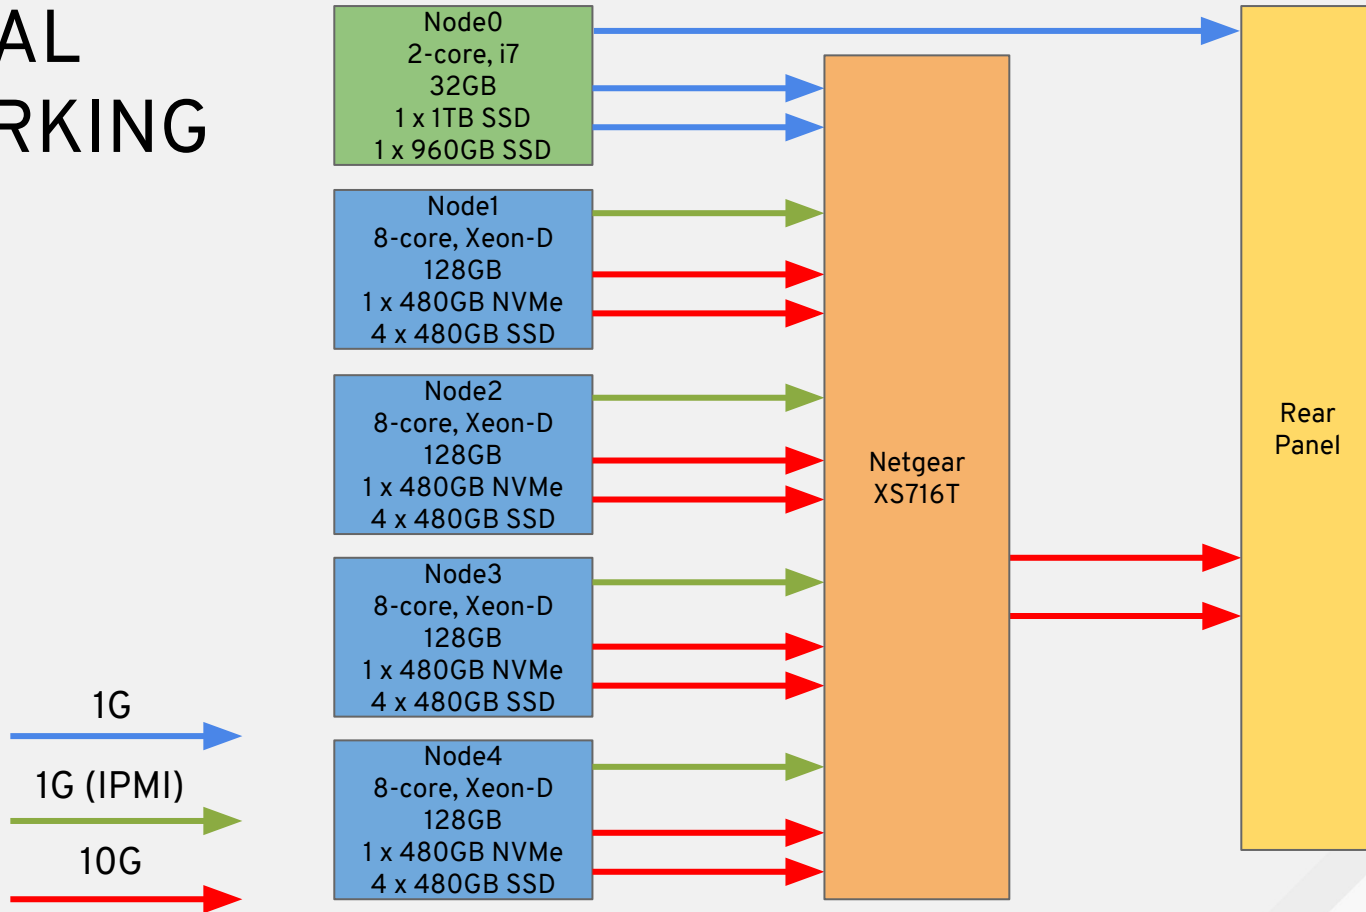 AL
RKING
Node0
2-core, i7
32GB
1 x 1TB SSD
1 x 960GB SSD
Node1
8-core, Xeon-D
128GB
1 x 480GB NVMe
4 x 480GB SSD
Node2
8-core, Xeon-D
128GB
1 x 480GB NVMe
4 x 480GB SSD
Node3
8-core, Xeon-D
128GB
1 x 480GB NVMe
4 x 480GB SSD
Node4
8-core, Xeon-D
128GB
1 x 480GB NVMe
4 x 480GB SSD
Netgear
XS716T
Rear
Panel
1G
1G (IPMI)
10G